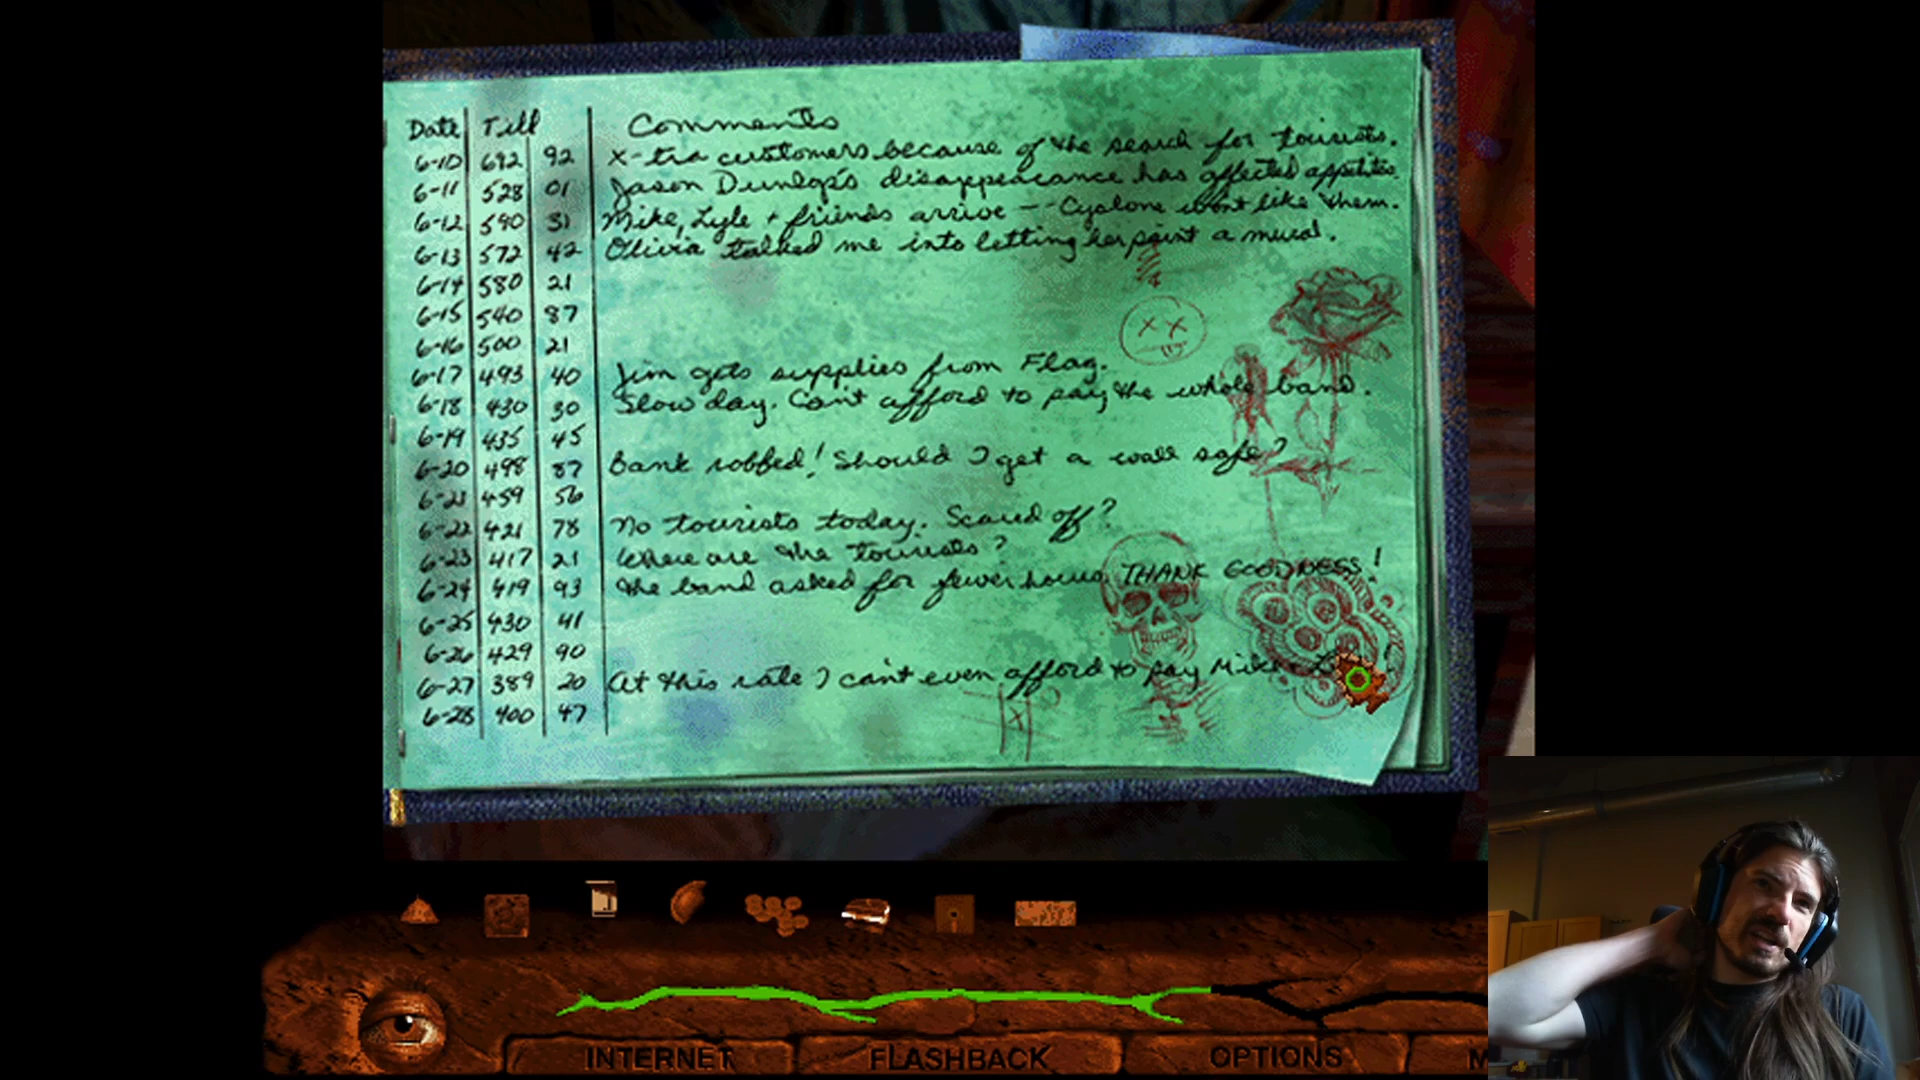 Date Till Comments
6-10 692 92 X-tra customers because of the search for tourists.
6-11 528 01 Jason Dunlop's disappearance has affected appetites.
6-12 590 31 Mike, Lyle + friends arrive -- Cyclone wont like them.
6-13 572 42 Olivia talked me into letting her paint a mural.
6-14 580 21
6-15 540 87
6-16 500 21
6-17 493 40 Jim gets supplies from Flag.
6-18 430 30 Slow day. Can't afford to pay the whole band.
6-19 435 45
6-20 498 87 Bank robbed! Should I get a wall safe?
6-21 459 56
6-22 421 78 No tourists today. Scared off?
6-23 417 21 Where are the tourists?
6-24 419 93 The band asked for fewer hours. THANK GOODNESS!
6-25 430 41
6-26 429 90
6-27 389 20 At this rate I can't even afford to pay Mike
6-28 400 47
INTERNET FLASHBACK OPTIONS M